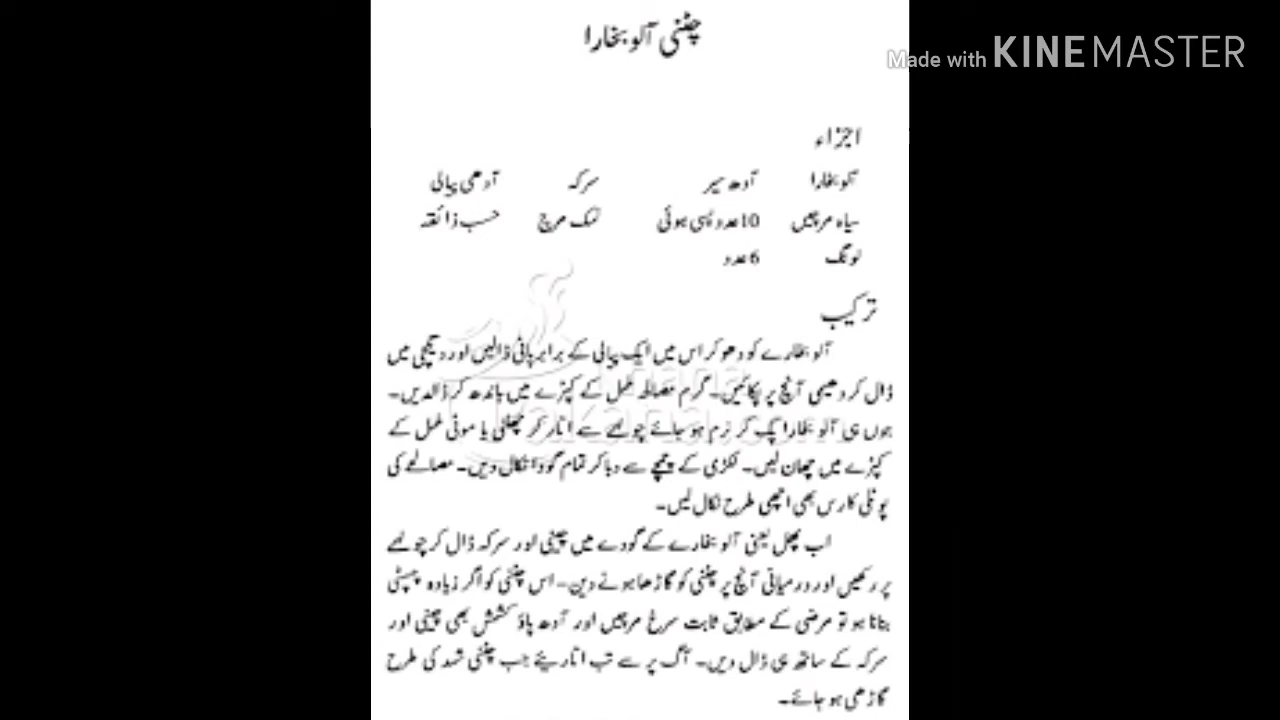 چٹنی آلو بخارا
Made with KINEMASTER
اجزاء
آلو بخارا آدھ سیر سرکہ آدھی پیالی
سیاہ مرچیں 10 عدد پسی ہوئی نمک مرچ حسب ذائقہ
لونگ 6 عدد
ترکیب
آلو بخارے کو دھو کر اس میں ایک پیالی کے برابر پانی ڈالیں اور دیگچی میں
ڈال کر دھیمی آنچ پر پکائیں۔ گرم مصالحہ ململ کے کپڑے میں باندھ کر ڈالدیں۔
جوں ہی آلو بخارا پک کر نرم ہو جائے چولہے سے اتار کر چھلنی یا موٹی ململ کے
کپڑے میں چھان لیں۔ لکڑی کے چمچے سے دبا کر تمام گودا نکال دیں۔ مصالحے کی
پوٹلی کا رس بھی اچھی طرح نکال لیں۔
اب پھل یعنی آلو بخارے کے گودے میں چینی اور سرکہ ڈال کر چولہے
پر رکھیں اور درمیانی آنچ پر چٹنی کو گاڑھا ہونے دیں۔ اس چٹنی کو اگر زیادہ چٹپٹی
بنانا ہو تو مرضی کے مطابق ثابت سرخ مرچیں اور آدھ پاؤ کشمش بھی چینی اور
سرکہ کے ساتھ ہی ڈال دیں۔ آگ پر سے تب اتاریئے جب چٹنی شہد کی طرح
گاڑھی ہو جائے۔